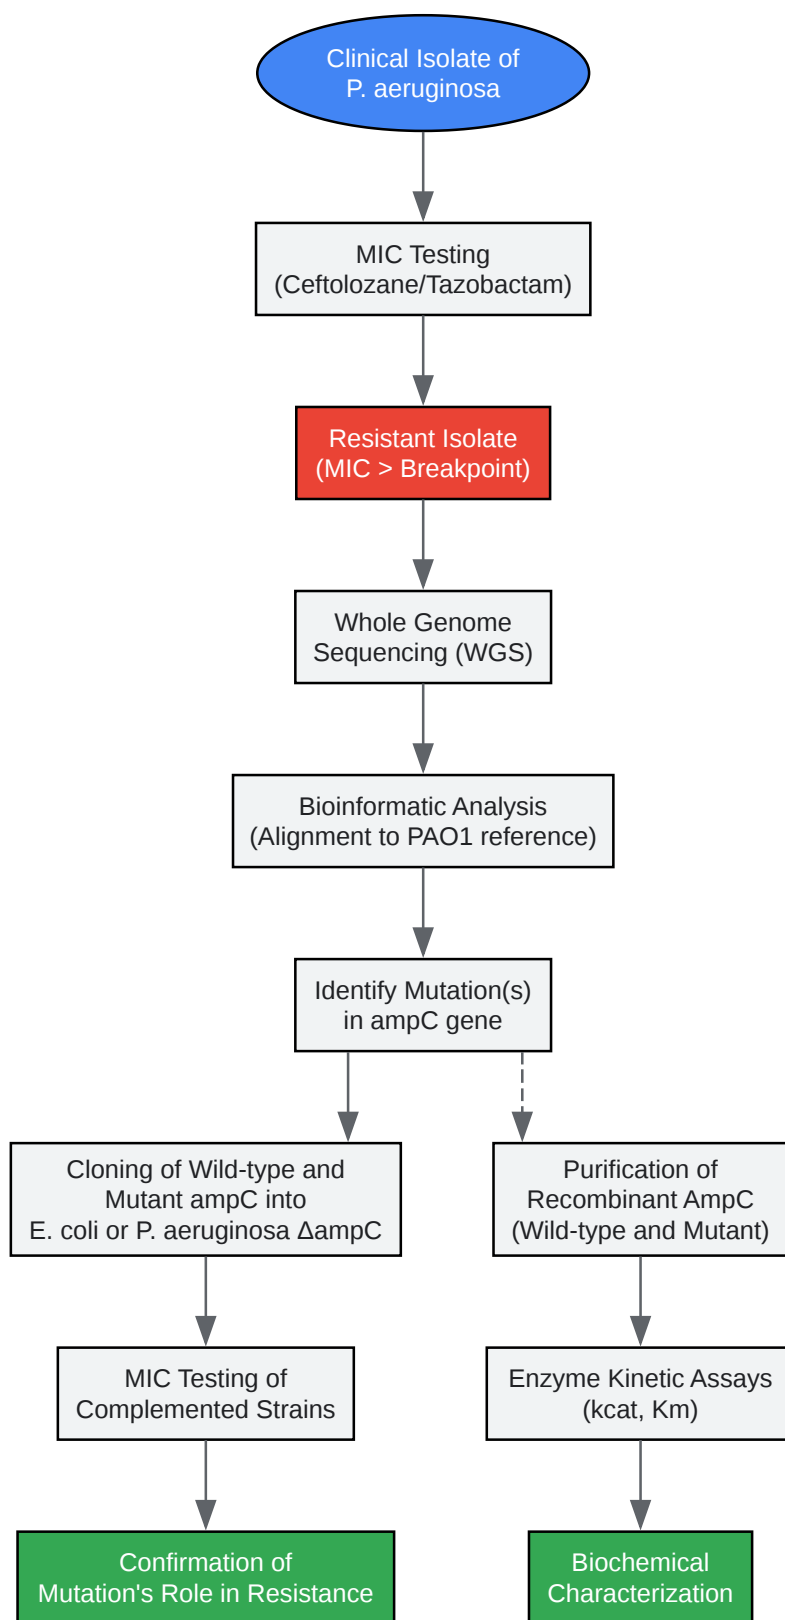 Clinical Isolate of
P. aeruginosa
MIC Testing
(Ceftolozane/Tazobactam)
Resistant Isolate
(MIC > Breakpoint)
Whole Genome
Sequencing (WGS)
Bioinformatic Analysis
(Alignment to PAO1 reference)
Identify Mutation(s)
in ampC gene
Cloning of Wild-type and
Mutant ampC into
E. coli or P. aeruginosa ΔampC
Purification of
Recombinant AmpC
(Wild-type and Mutant)
MIC Testing of
Complemented Strains
Enzyme Kinetic Assays
(kcat, Km)
Confirmation of
Mutation's Role in Resistance
Biochemical
Characterization